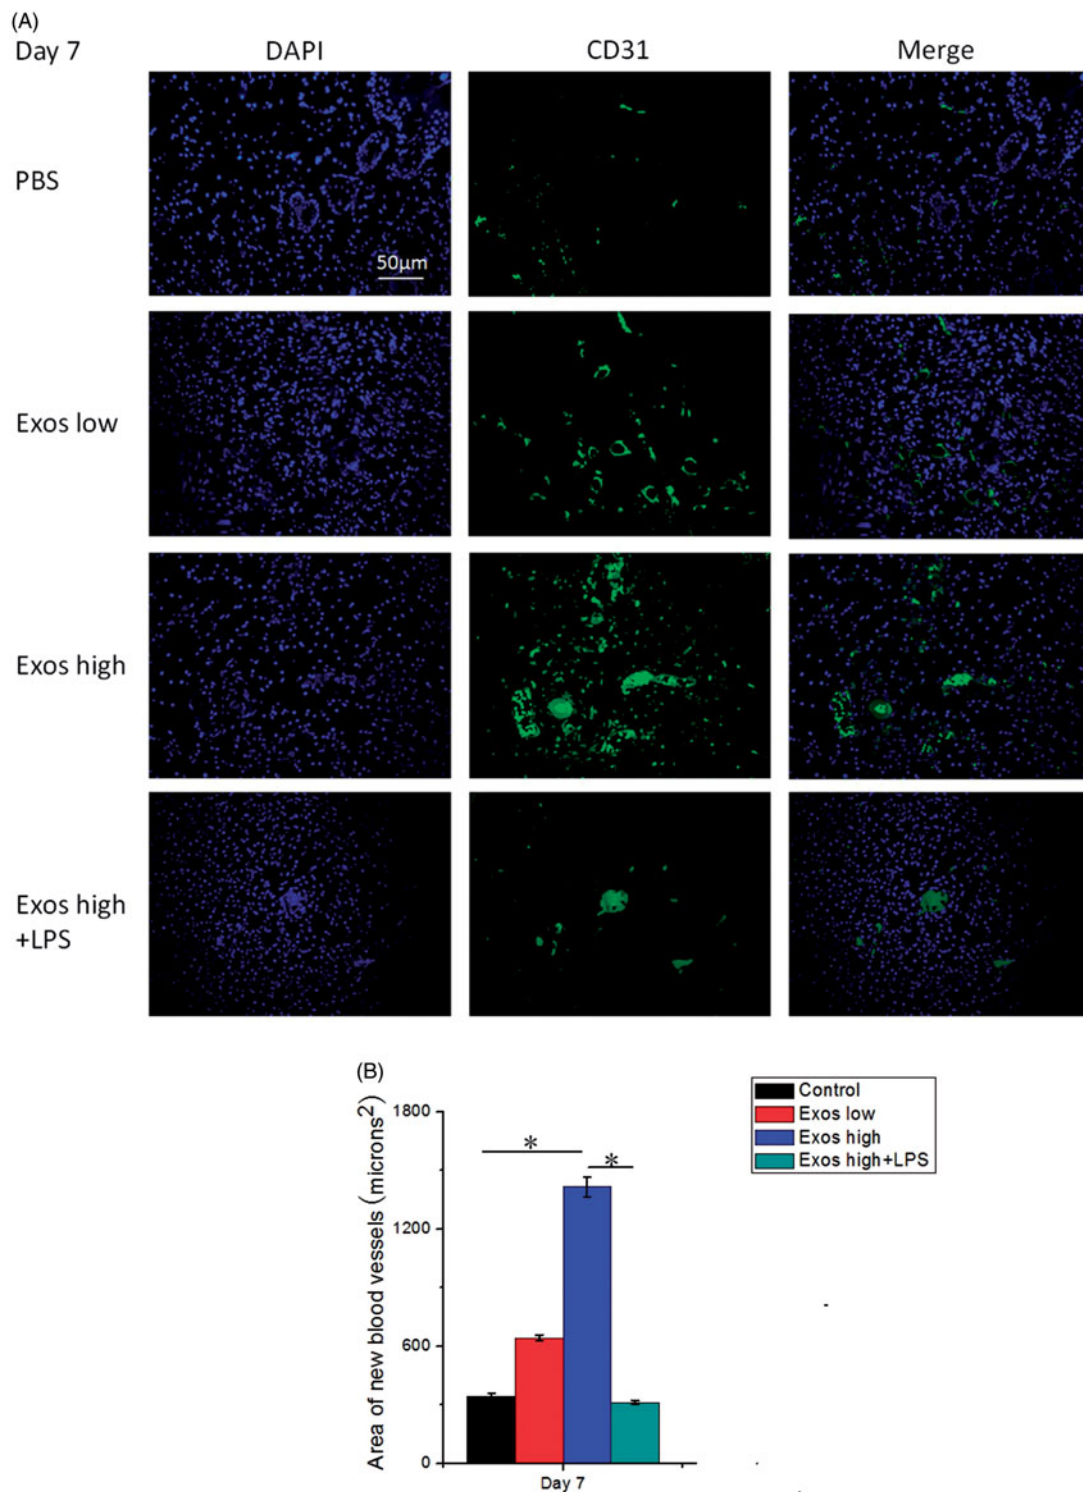 (A)
Day 7 DAPI CD31 Merge
PBS
50µm
Exos low
Exos high
Exos high
+LPS
(B)
Control
Exos low
Exos high
Exos high+LPS
Area of new blood vessels (microns²)
1800
1200
600
0
*
*
Day 7